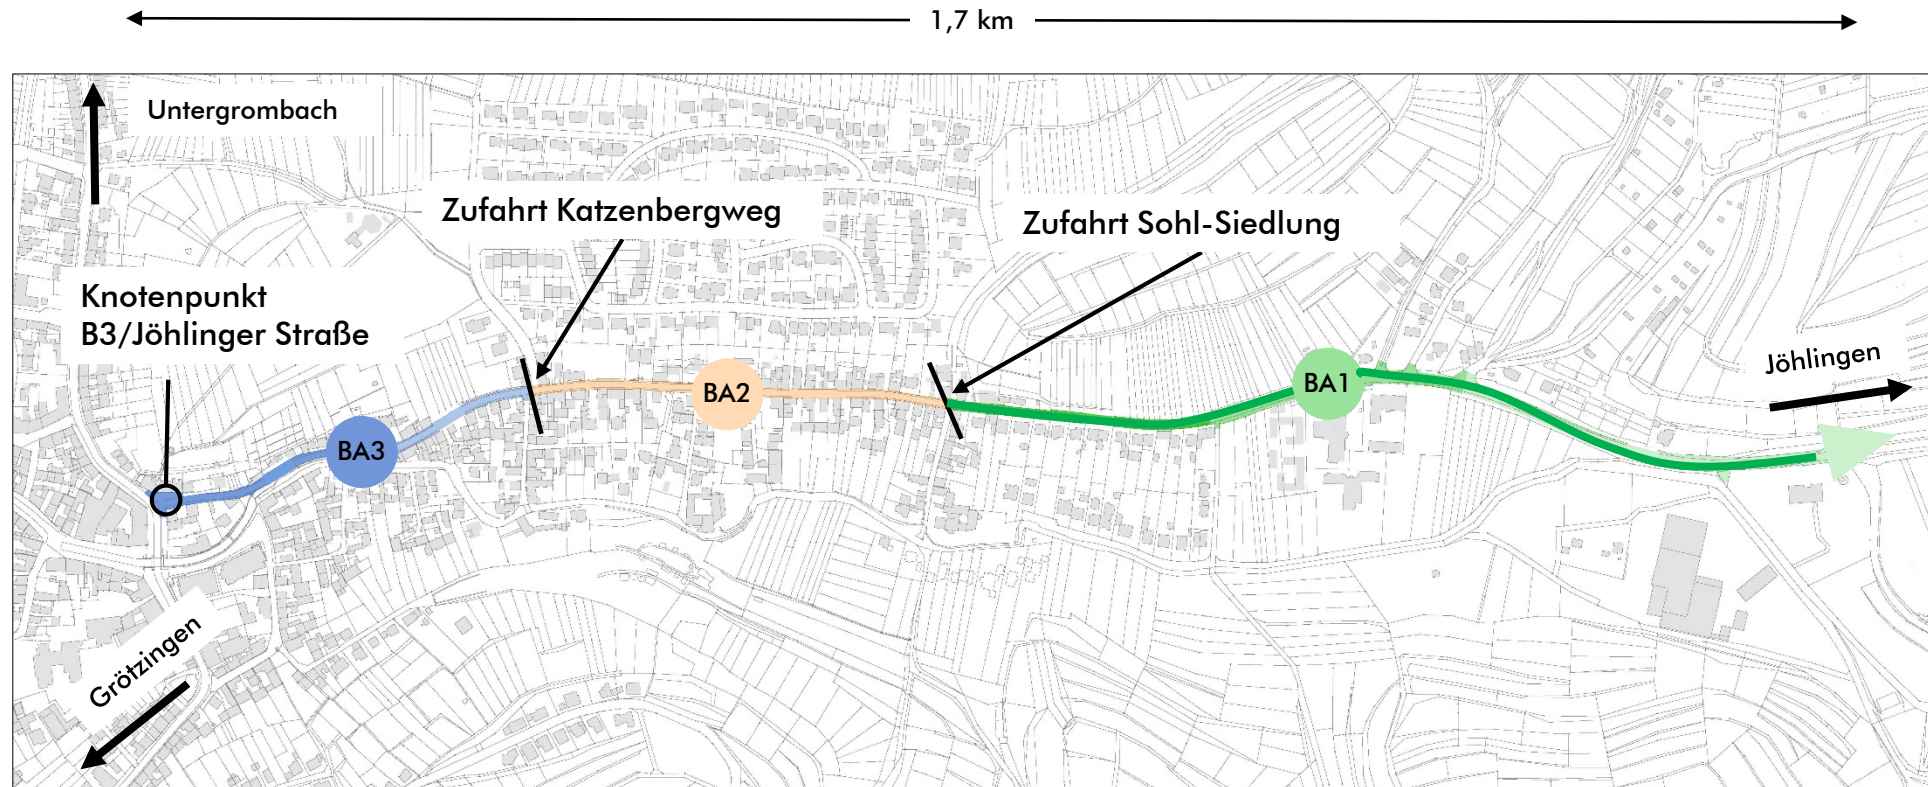 1,7 km
Untergrombach
Zufahrt Katzenbergweg
Zufahrt Sohl-Siedlung
Knotenpunkt
B3/Jöhlinger Straße
Jöhlingen
BA1
BA2
BA3
Grötzingen